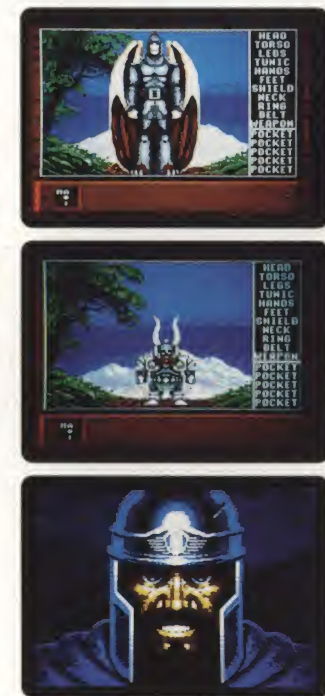 HEAD
TORSO
LEGS
TUNIC
HANDS
FEET
SHIELD
NECK
RING
BELT
WEAPON
POCKET
POCKET
POCKET
POCKET
POCKET
HEAD
TORSO
LEGS
TUNIC
HANDS
FEET
SHIELD
NECK
RING
BELT
WEAPON
POCKET
POCKET
POCKET
POCKET
POCKET